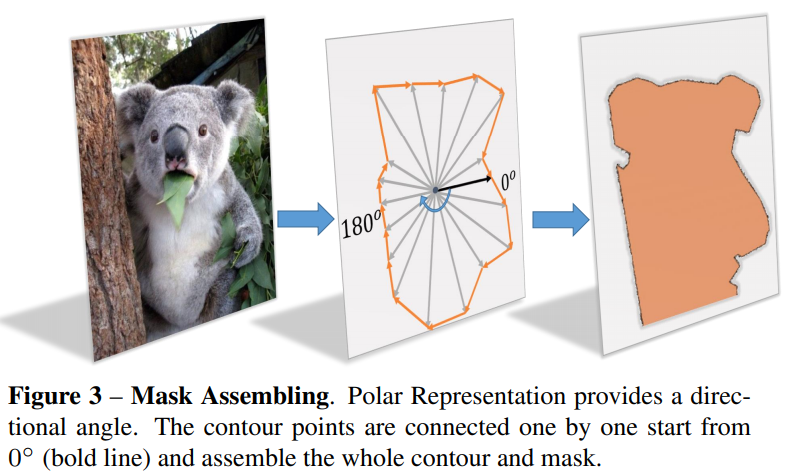 0°
180°
Figure 3 – Mask Assembling. Polar Representation provides a direc-
tional angle. The contour points are connected one by one start from
0° (bold line) and assemble the whole contour and mask.